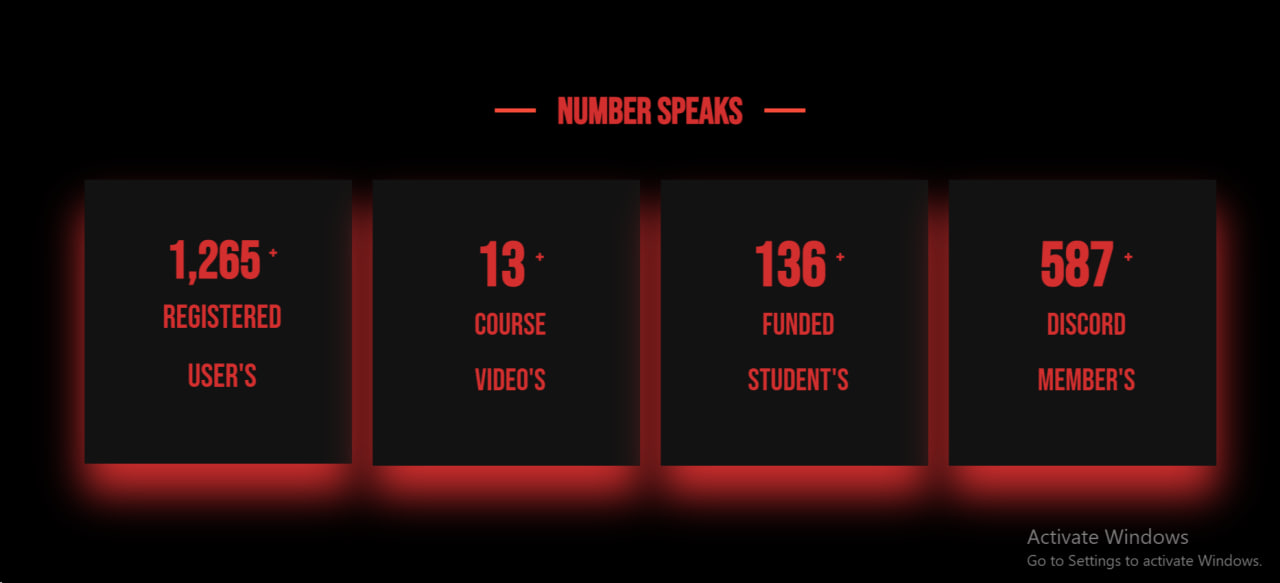 NUMBER SPEAKS
1,265 +
REGISTERED
USER'S
13 +
COURSE
VIDEO'S
136 +
FUNDED
STUDENT'S
587 +
DISCORD
MEMBER'S
Activate Windows
Go to Settings to activate Windows.